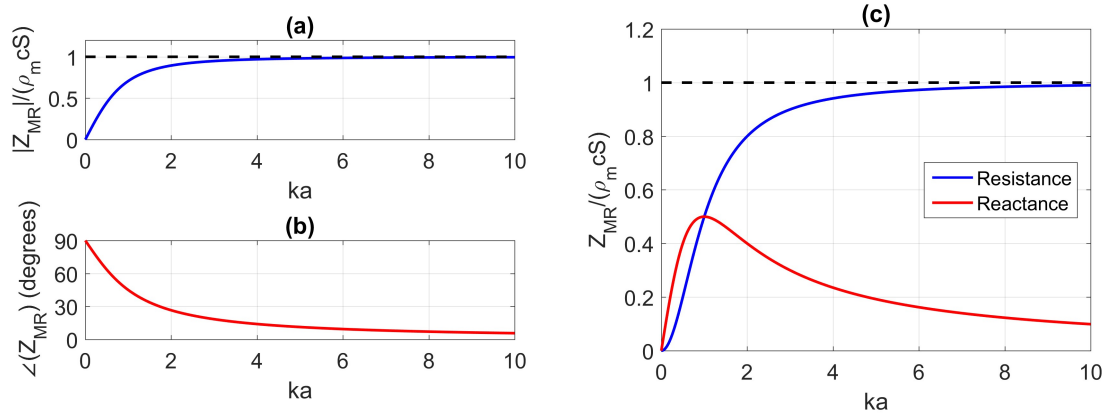 (a)
|Z_MR|/(ρ_m cS)
1
0.5
0
0 2 4 6 8 10
ka
(b)
∠(Z_MR) (degrees)
90
60
30
0
0 2 4 6 8 10
ka
(c)
Z_MR/(ρ_m cS)
1.2
1
0.8
0.6
0.4
0.2
0
0 2 4 6 8 10
ka
Resistance
Reactance